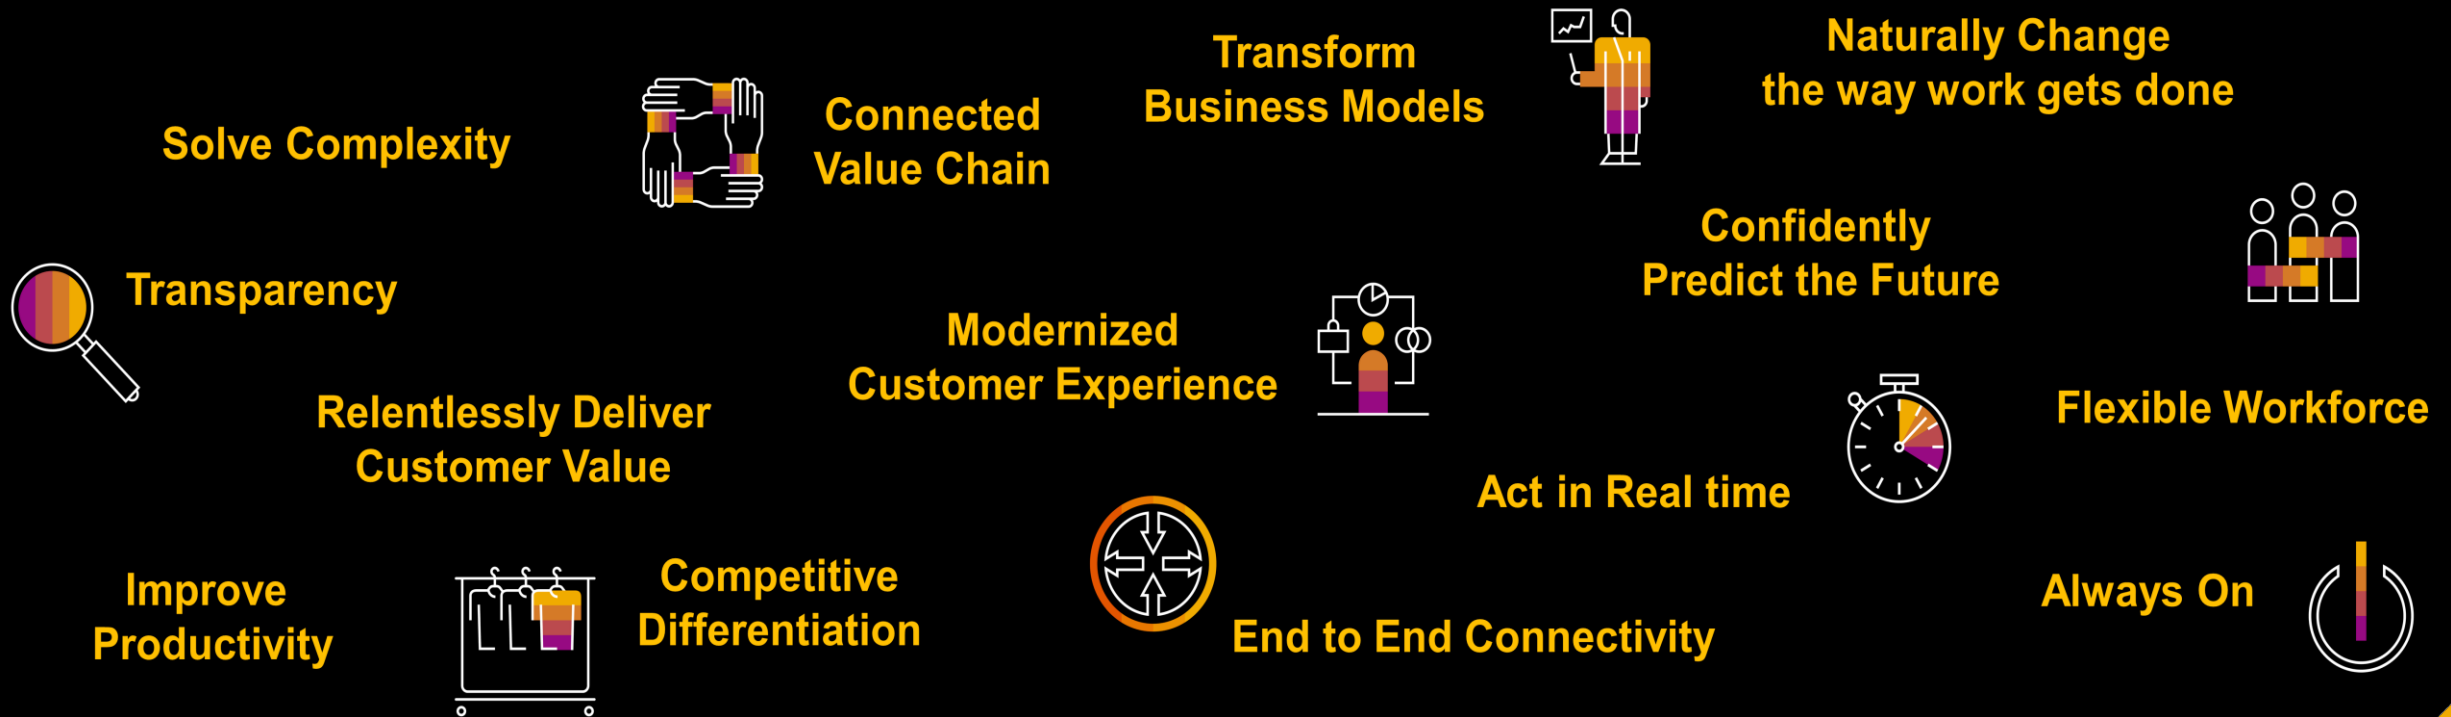 Transform
Business Models
Naturally Change
the way work gets done
Solve Complexity
Connected
Value Chain
Confidently
Predict the Future
Transparency
Modernized
Customer Experience
Relentlessly Deliver
Customer Value
Flexible Workforce
Act in Real time
Improve
Productivity
Competitive
Differentiation
End to End Connectivity
Always On